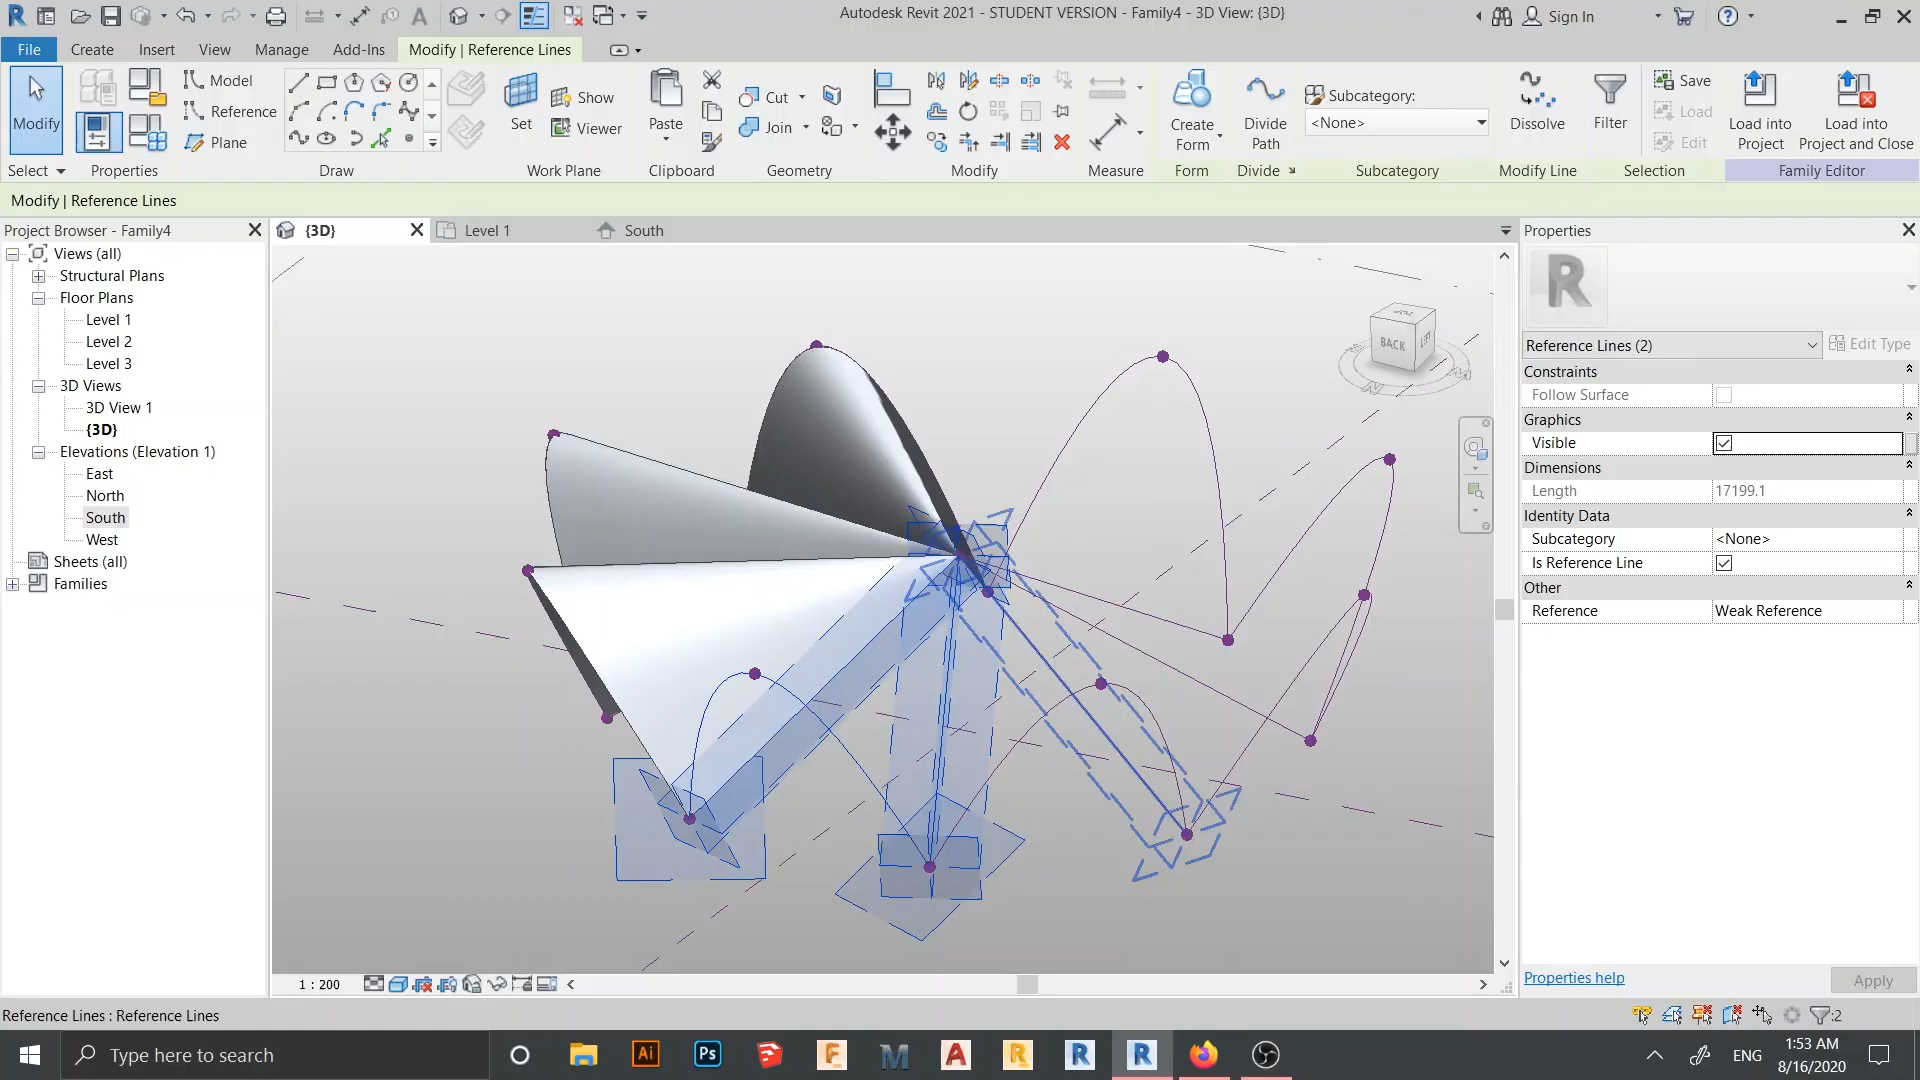 Autodesk Revit 2021 - STUDENT VERSION - Family4 - 3D View: {3D}
Sign In
File Create Insert View Manage Add-Ins Modify | Reference Lines
Modify
Model
Reference
Plane
Set
Show
Viewer
Paste
Cut
Join
Create
Form
Divide
Path
Subcategory:
<None>
Dissolve
Filter
Save
Load
Edit
Load into
Project
Load into
Project and Close
Select Properties Draw Work Plane Clipboard Geometry Modify Measure Form Divide Subcategory Modify Line Selection Family Editor
Modify | Reference Lines
Project Browser - Family4
{3D}
Level 1
South
Properties
Views (all)
Structural Plans
Floor Plans
Level 1
Level 2
Level 3
3D Views
3D View 1
{3D}
Elevations (Elevation 1)
East
North
South
West
Sheets (all)
Families
BACK
R
Reference Lines (2)
Edit Type
Constraints
Follow Surface
Graphics
Visible
Dimensions
Length 17199.1
Identity Data
Subcategory <None>
Is Reference Line
Other
Reference Weak Reference
Properties help
Apply
1 : 200
Reference Lines : Reference Lines
:2
Type here to search
Ai
Ps
ENG
1:53 AM
8/16/2020